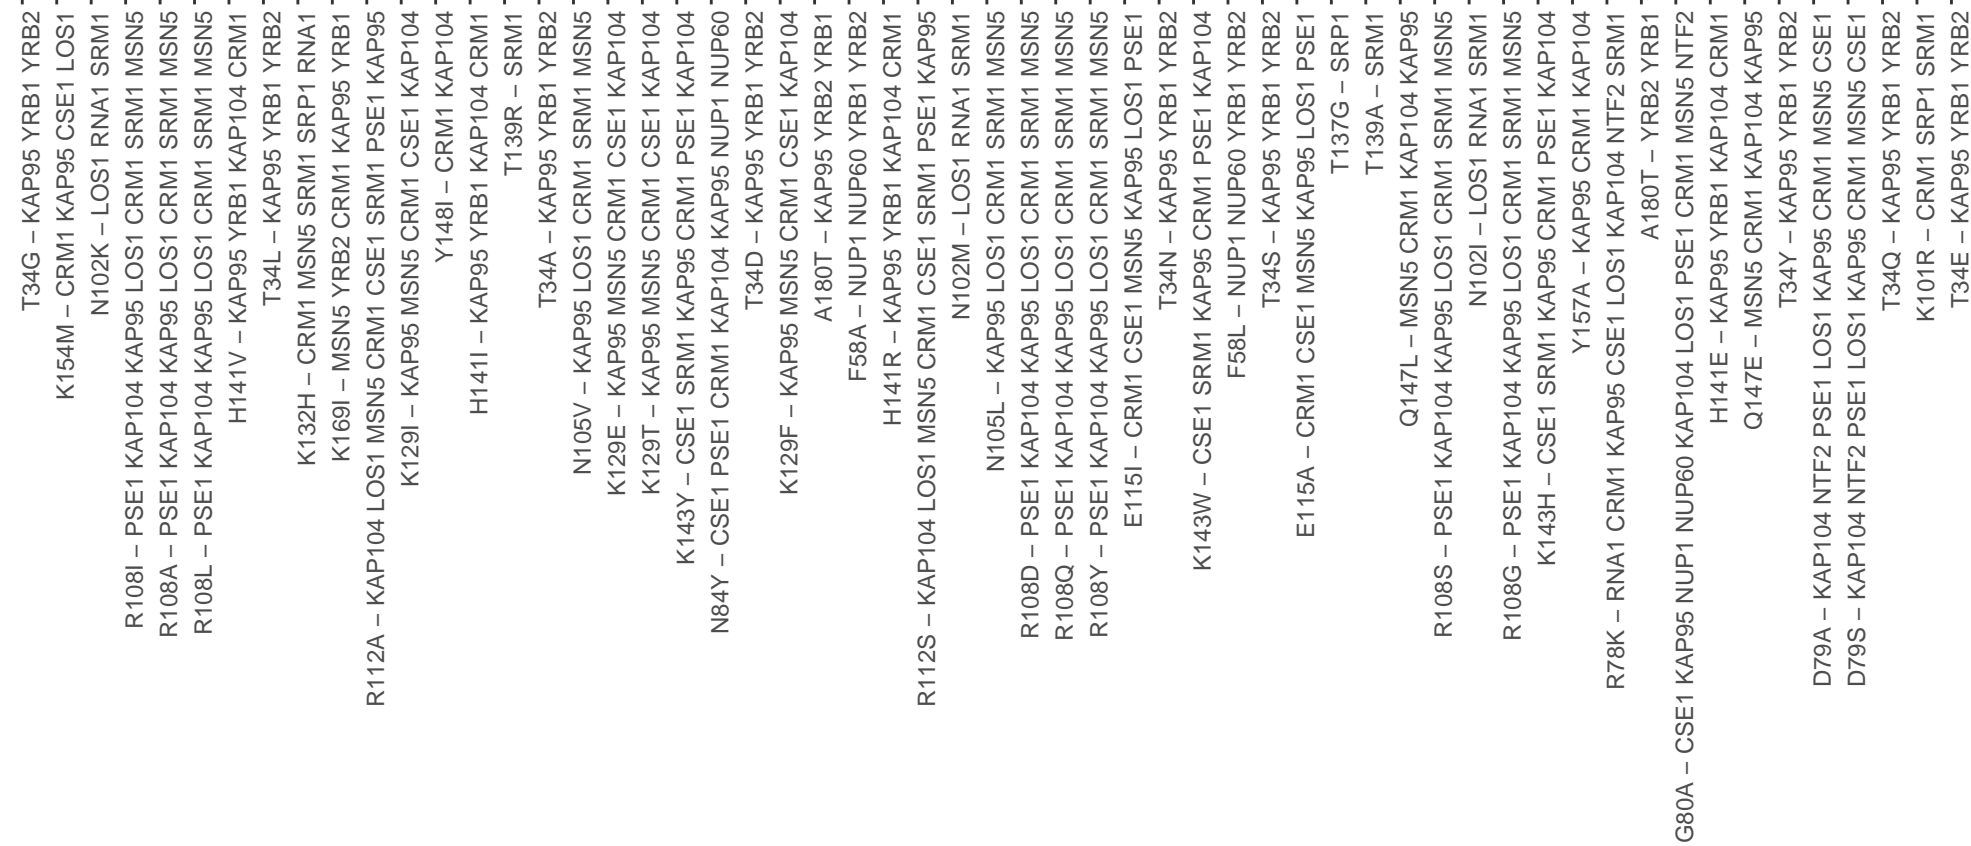 T34G – KAP95 YRB1 YRB2
K154M – CRM1 KAP95 CSE1 LOS1
N102K – LOS1 RNA1 SRM1
R108I – PSE1 KAP104 KAP95 LOS1 CRM1 SRM1 MSN5
R108A – PSE1 KAP104 KAP95 LOS1 CRM1 SRM1 MSN5
R108L – PSE1 KAP104 KAP95 LOS1 CRM1 SRM1 MSN5
H141V – KAP95 YRB1 KAP104 CRM1
T34L – KAP95 YRB1 YRB2
K132H – CRM1 MSN5 SRM1 SRP1 RNA1
K169I – MSN5 YRB2 CRM1 KAP95 YRB1
R112A – KAP104 LOS1 MSN5 CRM1 CSE1 SRM1 PSE1 KAP95
K129I – KAP95 MSN5 CRM1 CSE1 KAP104
Y148I – CRM1 KAP104
H141I – KAP95 YRB1 KAP104 CRM1
T139R – SRM1
T34A – KAP95 YRB1 YRB2
N105V – KAP95 LOS1 CRM1 SRM1 MSN5
K129E – KAP95 MSN5 CRM1 CSE1 KAP104
K129T – KAP95 MSN5 CRM1 CSE1 KAP104
K143Y – CSE1 SRM1 KAP95 CRM1 PSE1 KAP104
N84Y – CSE1 PSE1 CRM1 KAP104 KAP95 NUP1 NUP60
T34D – KAP95 YRB1 YRB2
K129F – KAP95 MSN5 CRM1 CSE1 KAP104
A180T – KAP95 YRB2 YRB1
F58A – NUP1 NUP60 YRB1 YRB2
H141R – KAP95 YRB1 KAP104 CRM1
R112S – KAP104 LOS1 MSN5 CRM1 CSE1 SRM1 PSE1 KAP95
N102M – LOS1 RNA1 SRM1
N105L – KAP95 LOS1 CRM1 SRM1 MSN5
R108D – PSE1 KAP104 KAP95 LOS1 CRM1 SRM1 MSN5
R108Q – PSE1 KAP104 KAP95 LOS1 CRM1 SRM1 MSN5
R108Y – PSE1 KAP104 KAP95 LOS1 CRM1 SRM1 MSN5
E115I – CRM1 CSE1 MSN5 KAP95 LOS1 PSE1
T34N – KAP95 YRB1 YRB2
K143W – CSE1 SRM1 KAP95 CRM1 PSE1 KAP104
F58L – NUP1 NUP60 YRB1 YRB2
T34S – KAP95 YRB1 YRB2
E115A – CRM1 CSE1 MSN5 KAP95 LOS1 PSE1
T137G – SRP1
T139A – SRM1
Q147L – MSN5 CRM1 KAP104 KAP95
R108S – PSE1 KAP104 KAP95 LOS1 CRM1 SRM1 MSN5
N102I – LOS1 RNA1 SRM1
R108G – PSE1 KAP104 KAP95 LOS1 CRM1 SRM1 MSN5
K143H – CSE1 SRM1 KAP95 CRM1 PSE1 KAP104
Y157A – KAP95 CRM1 KAP104
R78K – RNA1 CRM1 KAP95 CSE1 LOS1 KAP104 NTF2 SRM1
A180T – YRB2 YRB1
G80A – CSE1 KAP95 NUP1 NUP60 KAP104 LOS1 PSE1 CRM1 MSN5 NTF2
H141E – KAP95 YRB1 KAP104 CRM1
Q147E – MSN5 CRM1 KAP104 KAP95
T34Y – KAP95 YRB1 YRB2
D79A – KAP104 NTF2 PSE1 LOS1 KAP95 CRM1 MSN5 CSE1
D79S – KAP104 NTF2 PSE1 LOS1 KAP95 CRM1 MSN5 CSE1
T34Q – KAP95 YRB1 YRB2
K101R – CRM1 SRP1 SRM1
T34E – KAP95 YRB1 YRB2